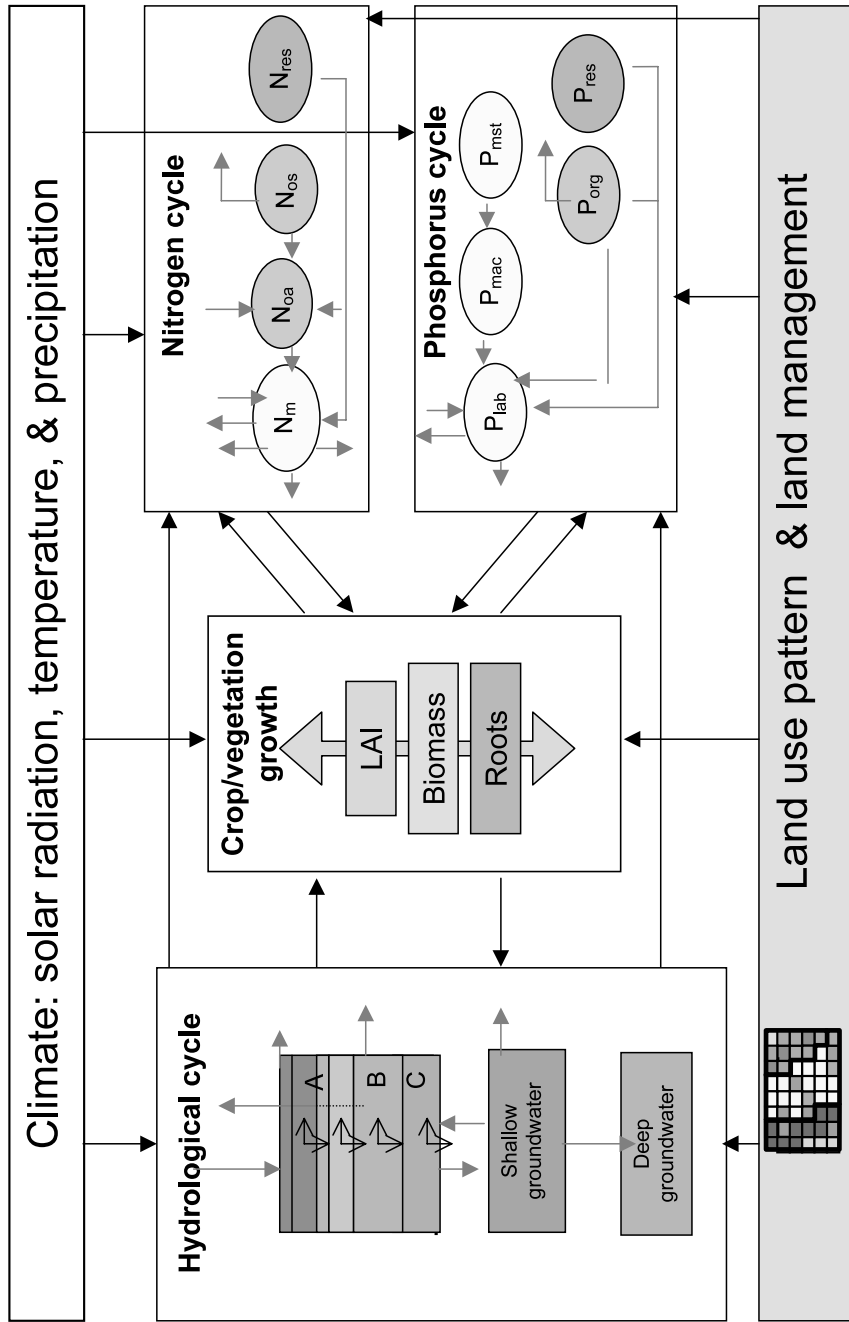 Climate: solar radiation, temperature, & precipitation
Hydrological cycle
A
B
C
Shallow
groundwater
Deep
groundwater
Crop/vegetation
growth
LAI
Biomass
Roots
Nitrogen cycle
Nm
Noa
Nos
Nres
Phosphorus cycle
Plab
Pmac
Pmst
Porg
Pres
Land use pattern & land management